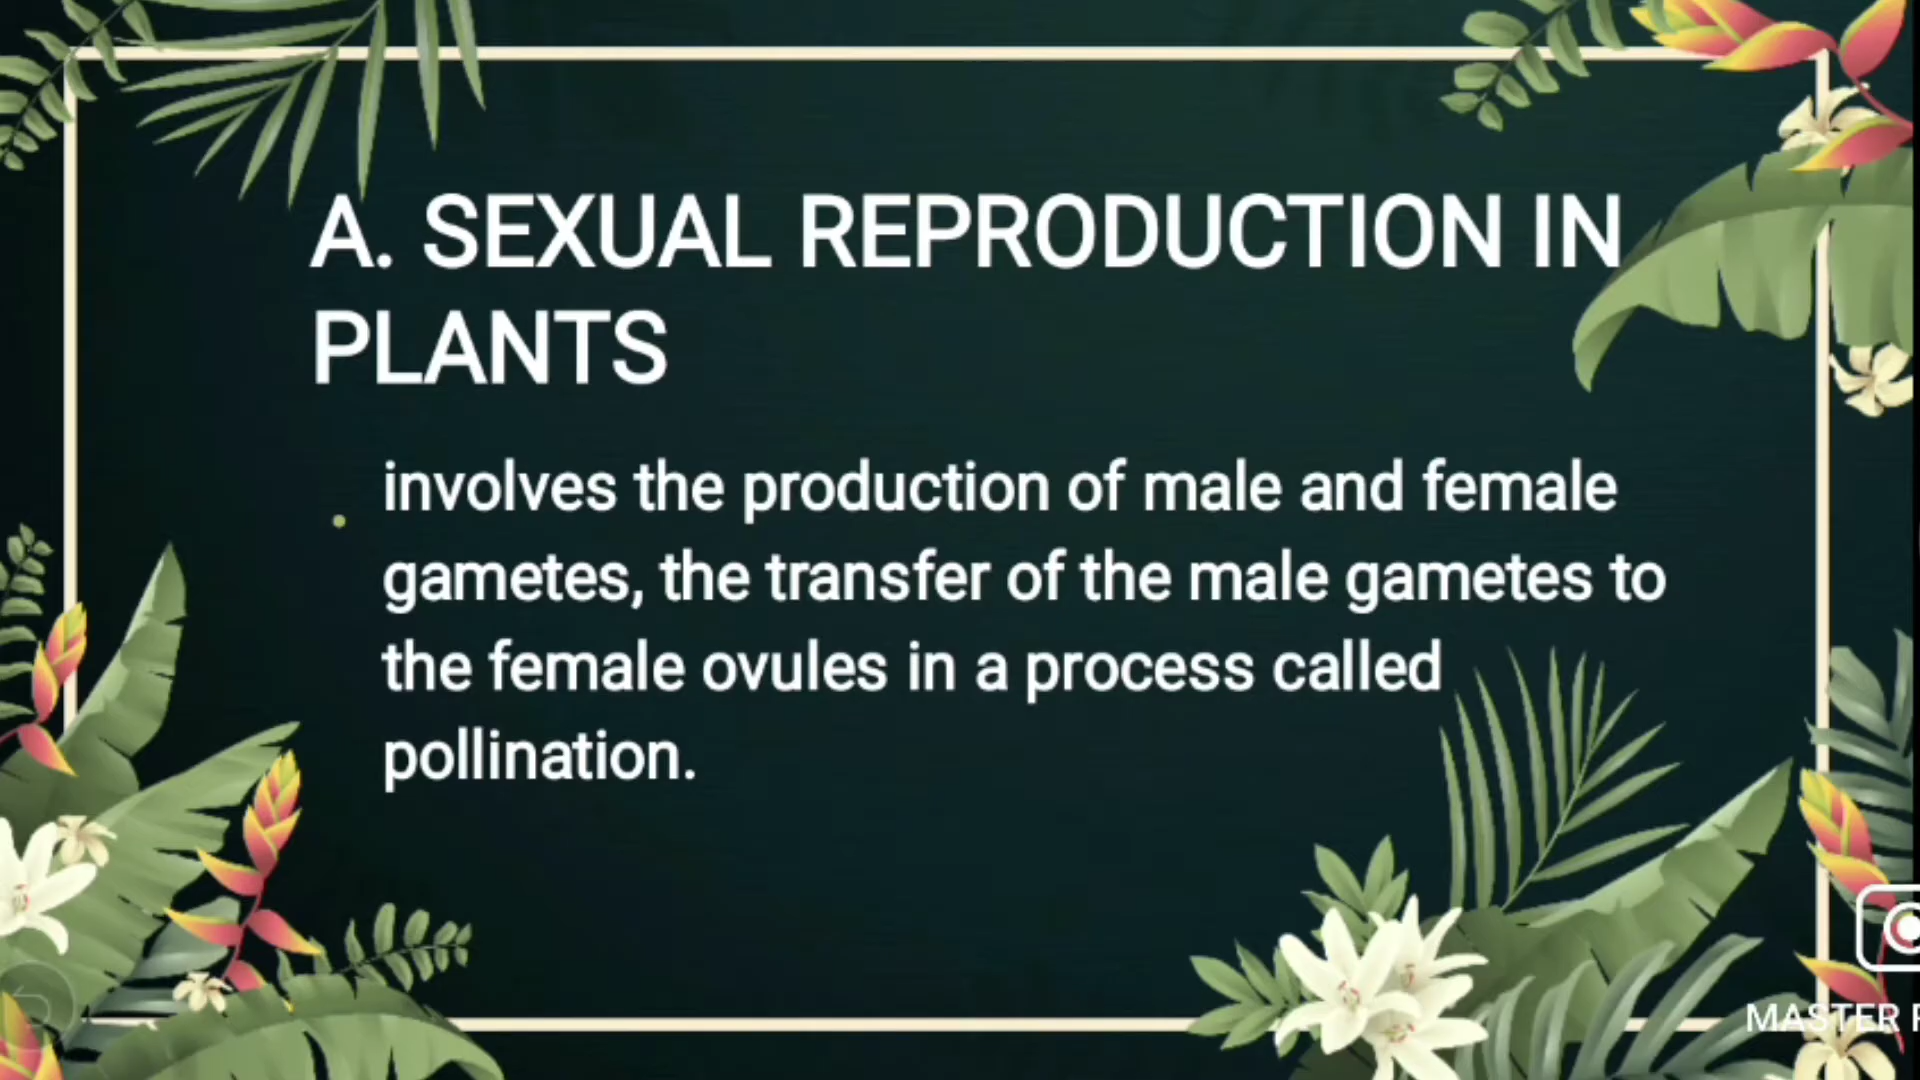 A. SEXUAL REPRODUCTION IN
PLANTS
involves the production of male and female
gametes, the transfer of the male gametes to
the female ovules in a process called
pollination.
MASTER